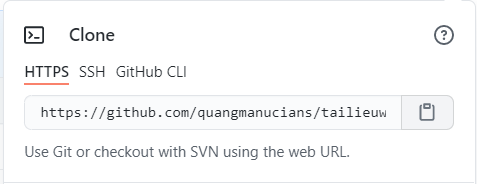 Clone
HTTPS SSH GitHub CLI
https://github.com/quangmanucians/tailieuw
Use Git or checkout with SVN using the web URL.